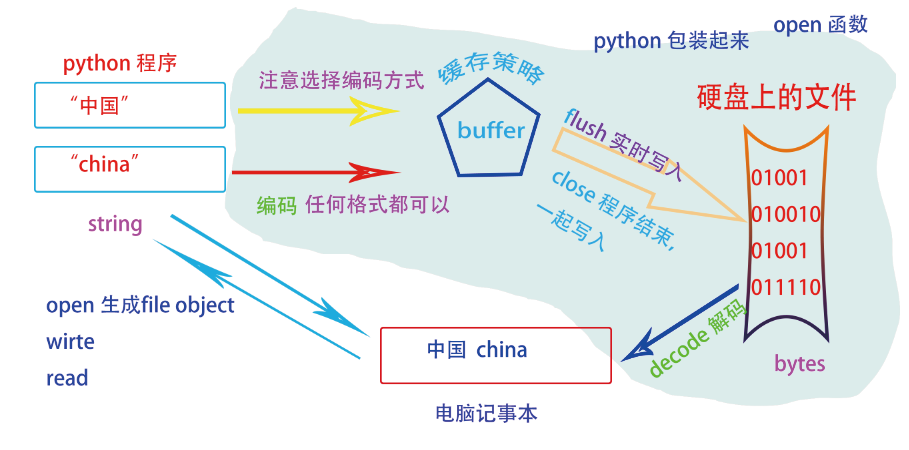 open 函数
python 包装起来
python 程序
“中国”
“china”
string
注意选择编码方式
编码 任何格式都可以
缓存策略
buffer
flush 实时写入
close 程序结束,
一起写入
硬盘上的文件
01001
010010
01001
011110
bytes
decode 解码
open 生成file object
wirte
read
中国 china
电脑记事本